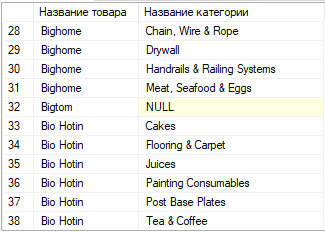 Название товара Название категории
28 Bighome Chain, Wire & Rope
29 Bighome Drywall
30 Bighome Handrails & Railing Systems
31 Bighome Meat, Seafood & Eggs
32 Bigtom NULL
33 Bio Hotin Cakes
34 Bio Hotin Flooring & Carpet
35 Bio Hotin Juices
36 Bio Hotin Painting Consumables
37 Bio Hotin Post Base Plates
38 Bio Hotin Tea & Coffee